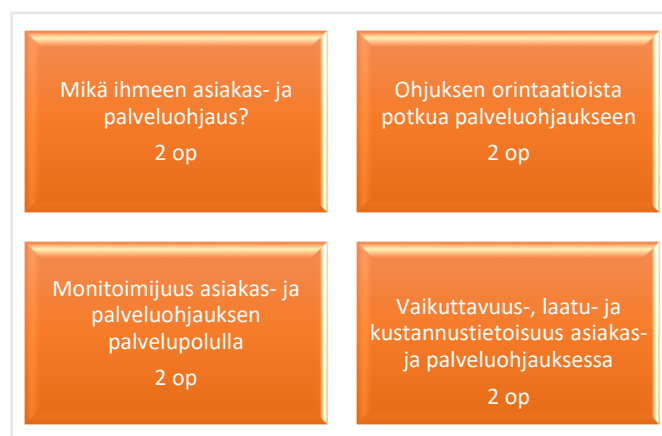 Mikä ihmeen asiakas- ja
palveluohjaus?
2 op
Ohjuksen orintaatioista
potkua palveluohjaukseen
2 op
Monitoimijuus asiakas- ja
palveluohjauksen
palvelupolulla
2 op
Vaikuttavuus-, laatu- ja
kustannustietoisuus asiakas-
ja palveluohjauksessa
2 op